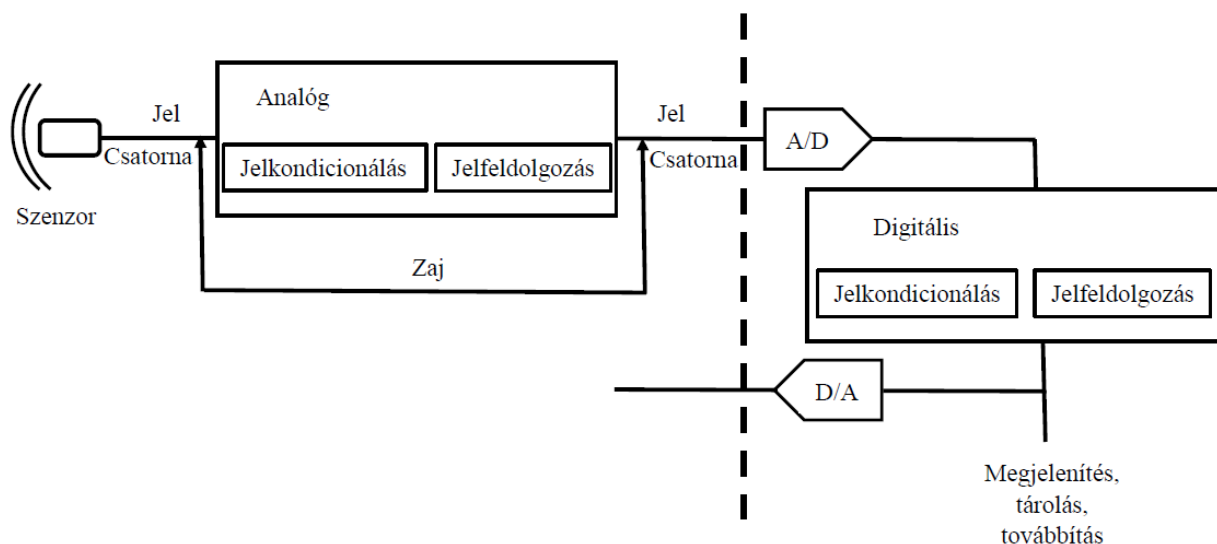 Szenzor
Jel
Csatorna
Analóg
Jelkondicionálás
Jelfeldolgozás
Zaj
Jel
Csatorna
A/D
Digitális
Jelkondicionálás
Jelfeldolgozás
D/A
Megjelenítés,
tárolás,
továbbítás